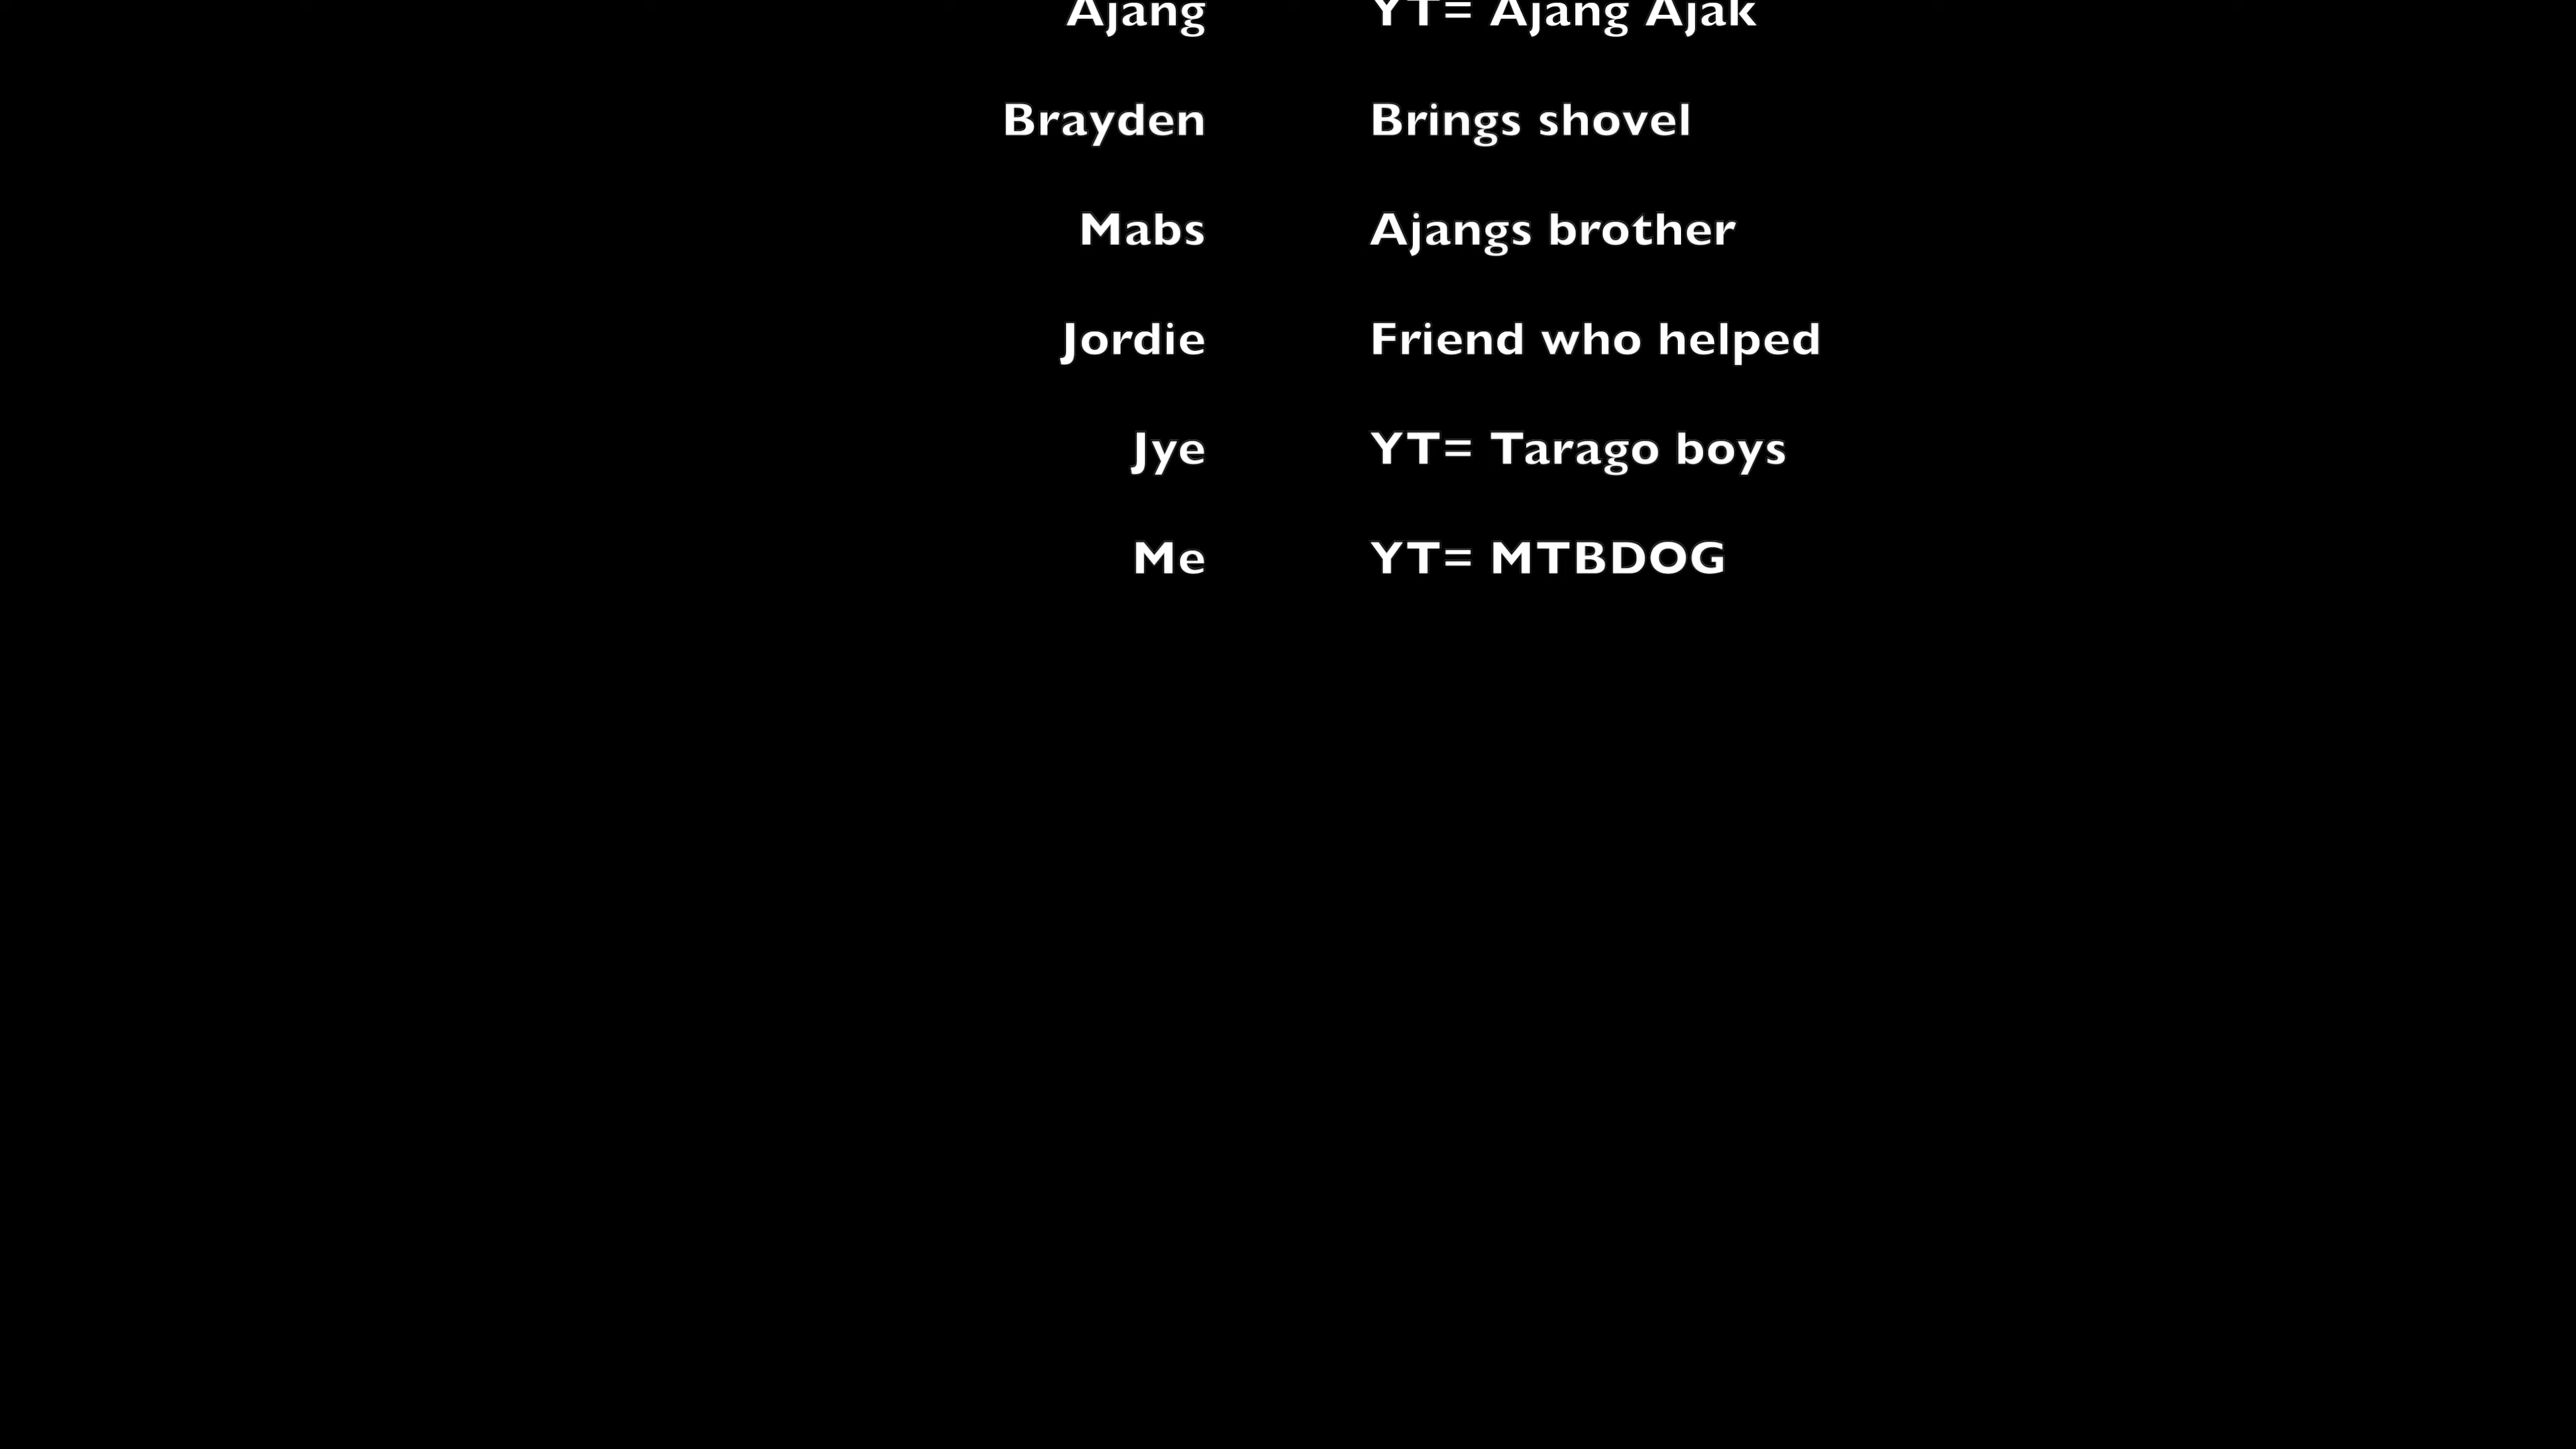 Ajang YT= Ajang Ajak
Brayden Brings shovel
Mabs Ajangs brother
Jordie Friend who helped
Jye YT= Tarago boys
Me YT= MTBDOG